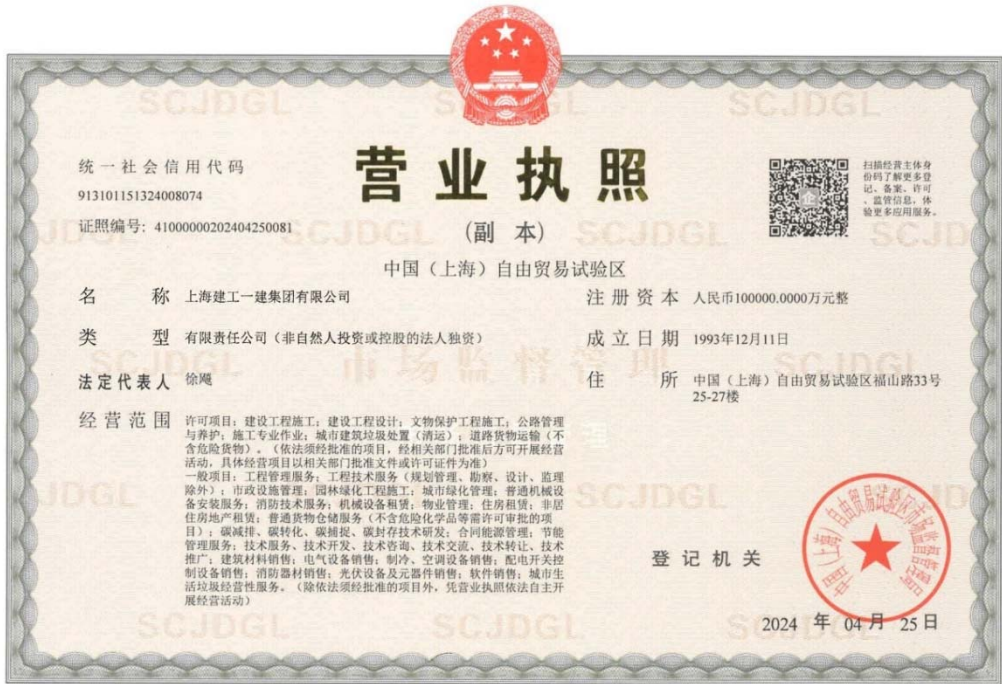 统一社会信用代码
913101151324008074
证照编号: 41000000202404250081
营业执照
(副 本)
中国（上海）自由贸易试验区
扫描经营主体身
份码了解更多登
记、备案、许可
、监管信息，体
验更多应用服务。
名 称 上海建工一建集团有限公司
类 型 有限责任公司（非自然人投资或控股的法人独资）
法定代表人 徐飚
经营范围 许可项目：建设工程施工；建设工程设计；文物保护工程施工；公路管理
与养护；施工专业作业；城市建筑垃圾处置（清运）；道路货物运输（不
含危险货物）。（依法须经批准的项目，经相关部门批准后方可开展经营
活动，具体经营项目以相关部门批准文件或许可证件为准）
一般项目：工程管理服务；工程技术服务（规划管理、勘察、设计、监理
除外）；市政设施管理；园林绿化工程施工；城市绿化管理；普通机械设
备安装服务；消防技术服务；机械设备租赁；物业管理；住房租赁；非居
住房地产租赁；普通货物仓储服务（不含危险化学品等需许可审批的项
目）；碳减排、碳转化、碳捕捉、碳封存技术研发；合同能源管理；节能
管理服务；技术服务、技术开发、技术咨询、技术交流、技术转让、技术
推广；建筑材料销售；电气设备销售；制冷、空调设备销售；配电开关控
制设备销售；消防器材销售；光伏设备及元器件销售；软件销售；城市生
活垃圾经营性服务。（除依法须经批准的项目外，凭营业执照依法自主开
展经营活动）
注册资本 人民币100000.0000万元整
成立日期 1993年12月11日
住 所 中国（上海）自由贸易试验区福山路33号
25-27楼
登记机关
中国（上海）自由贸易试验区市场监督管理局
2024 年 04 月 25 日
SCJDGL
市场监督管理